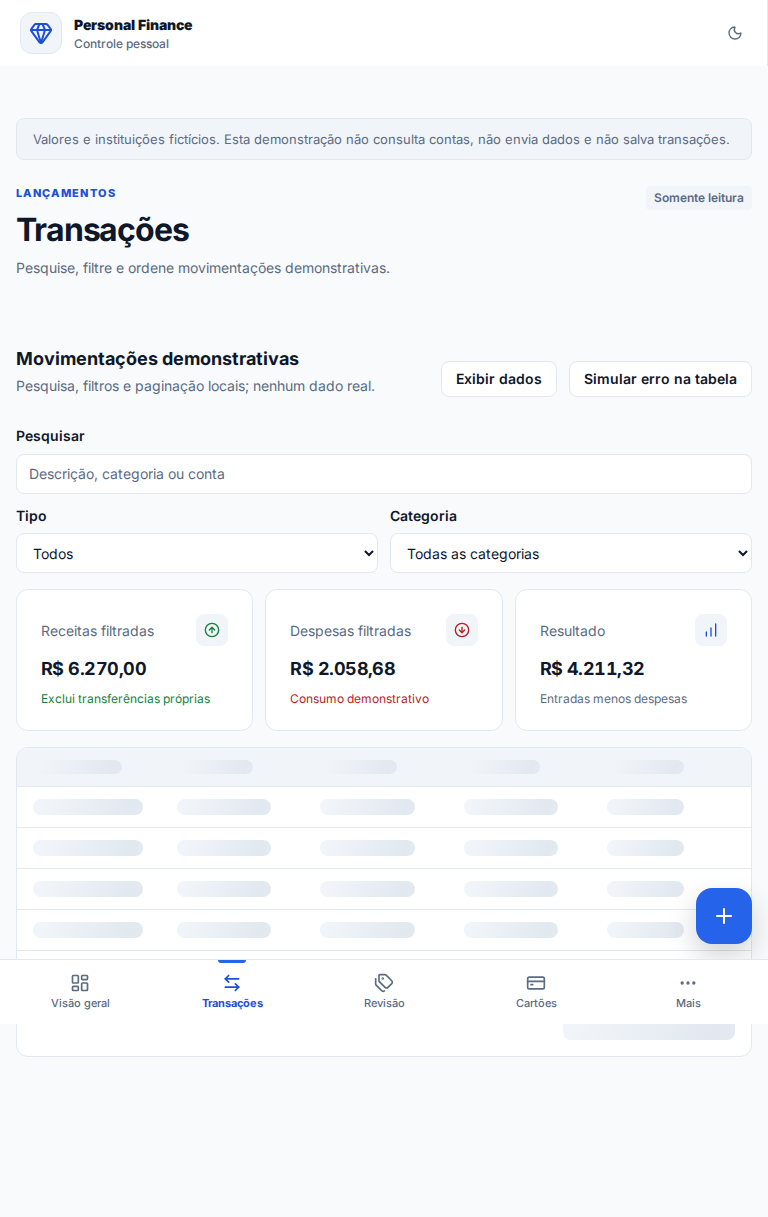 Personal Finance
Controle pessoal
Valores e instituições fictícios. Esta demonstração não consulta contas, não envia dados e não salva transações.
LANÇAMENTOS
Somente leitura
Transações
Pesquise, filtre e ordene movimentações demonstrativas.
Movimentações demonstrativas
Pesquisa, filtros e paginação locais; nenhum dado real.
Exibir dados
Simular erro na tabela
Pesquisar
Descrição, categoria ou conta
Tipo
Categoria
Todos
Todas as categorias
Receitas filtradas
R$ 6.270,00
Exclui transferências próprias
Despesas filtradas
R$ 2.058,68
Consumo demonstrativo
Resultado
R$ 4.211,32
Entradas menos despesas
Visão geral
Transações
Revisão
Cartões
Mais